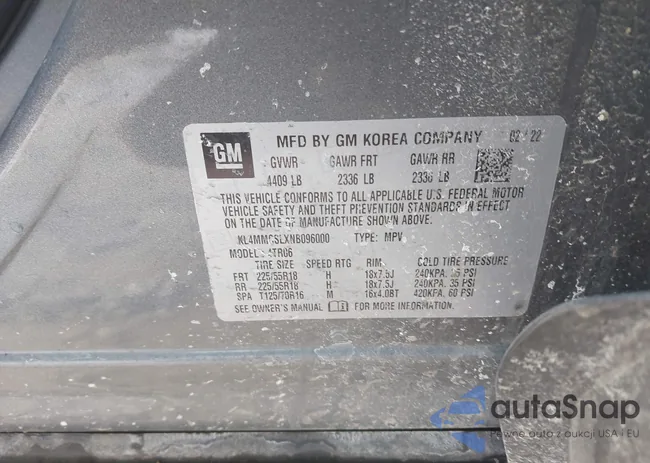 GM
MFD BY GM KOREA COMPANY 02 / 22
GVWR GAWR FRT GAWR RR
4409 LB 2336 LB 2336 LB
THIS VEHICLE CONFORMS TO ALL APPLICABLE U.S. FEDERAL MOTOR
VEHICLE SAFETY AND THEFT PREVENTION STANDARDS IN EFFECT
ON THE DATE OF MANUFACTURE SHOWN ABOVE.
TYPE: MPV
MODEL: 4TR06
TIRE SIZE SPEED RTG RIM COLD TIRE PRESSURE
FRT 225/55R18 H 18x7.5J 240KPA, 35 PSI
RR 225/55R18 H 18x7.5J 240KPA, 35 PSI
SPA T125/70R16 M 16x4.0BT 420KPA, 60 PSI
SEE OWNER'S MANUAL FOR MORE INFORMATION.
autoSnap
Pewne auto z aukcji USA i EU